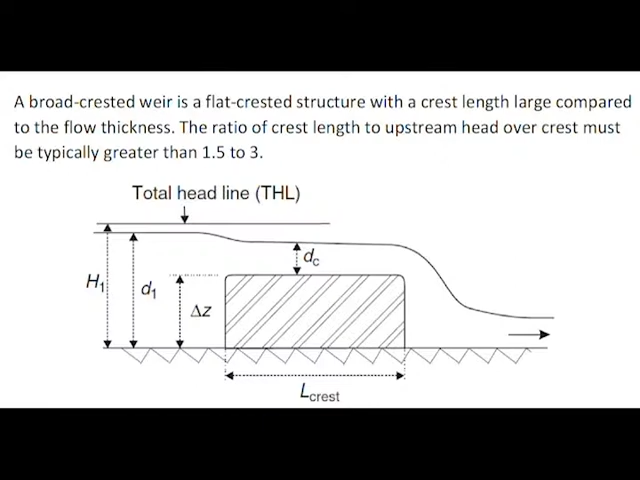 A broad-crested weir is a flat-crested structure with a crest length large compared
to the flow thickness. The ratio of crest length to upstream head over crest must
be typically greater than 1.5 to 3.
Total head line (THL)
dc
H1
d1
Δz
Lcrest